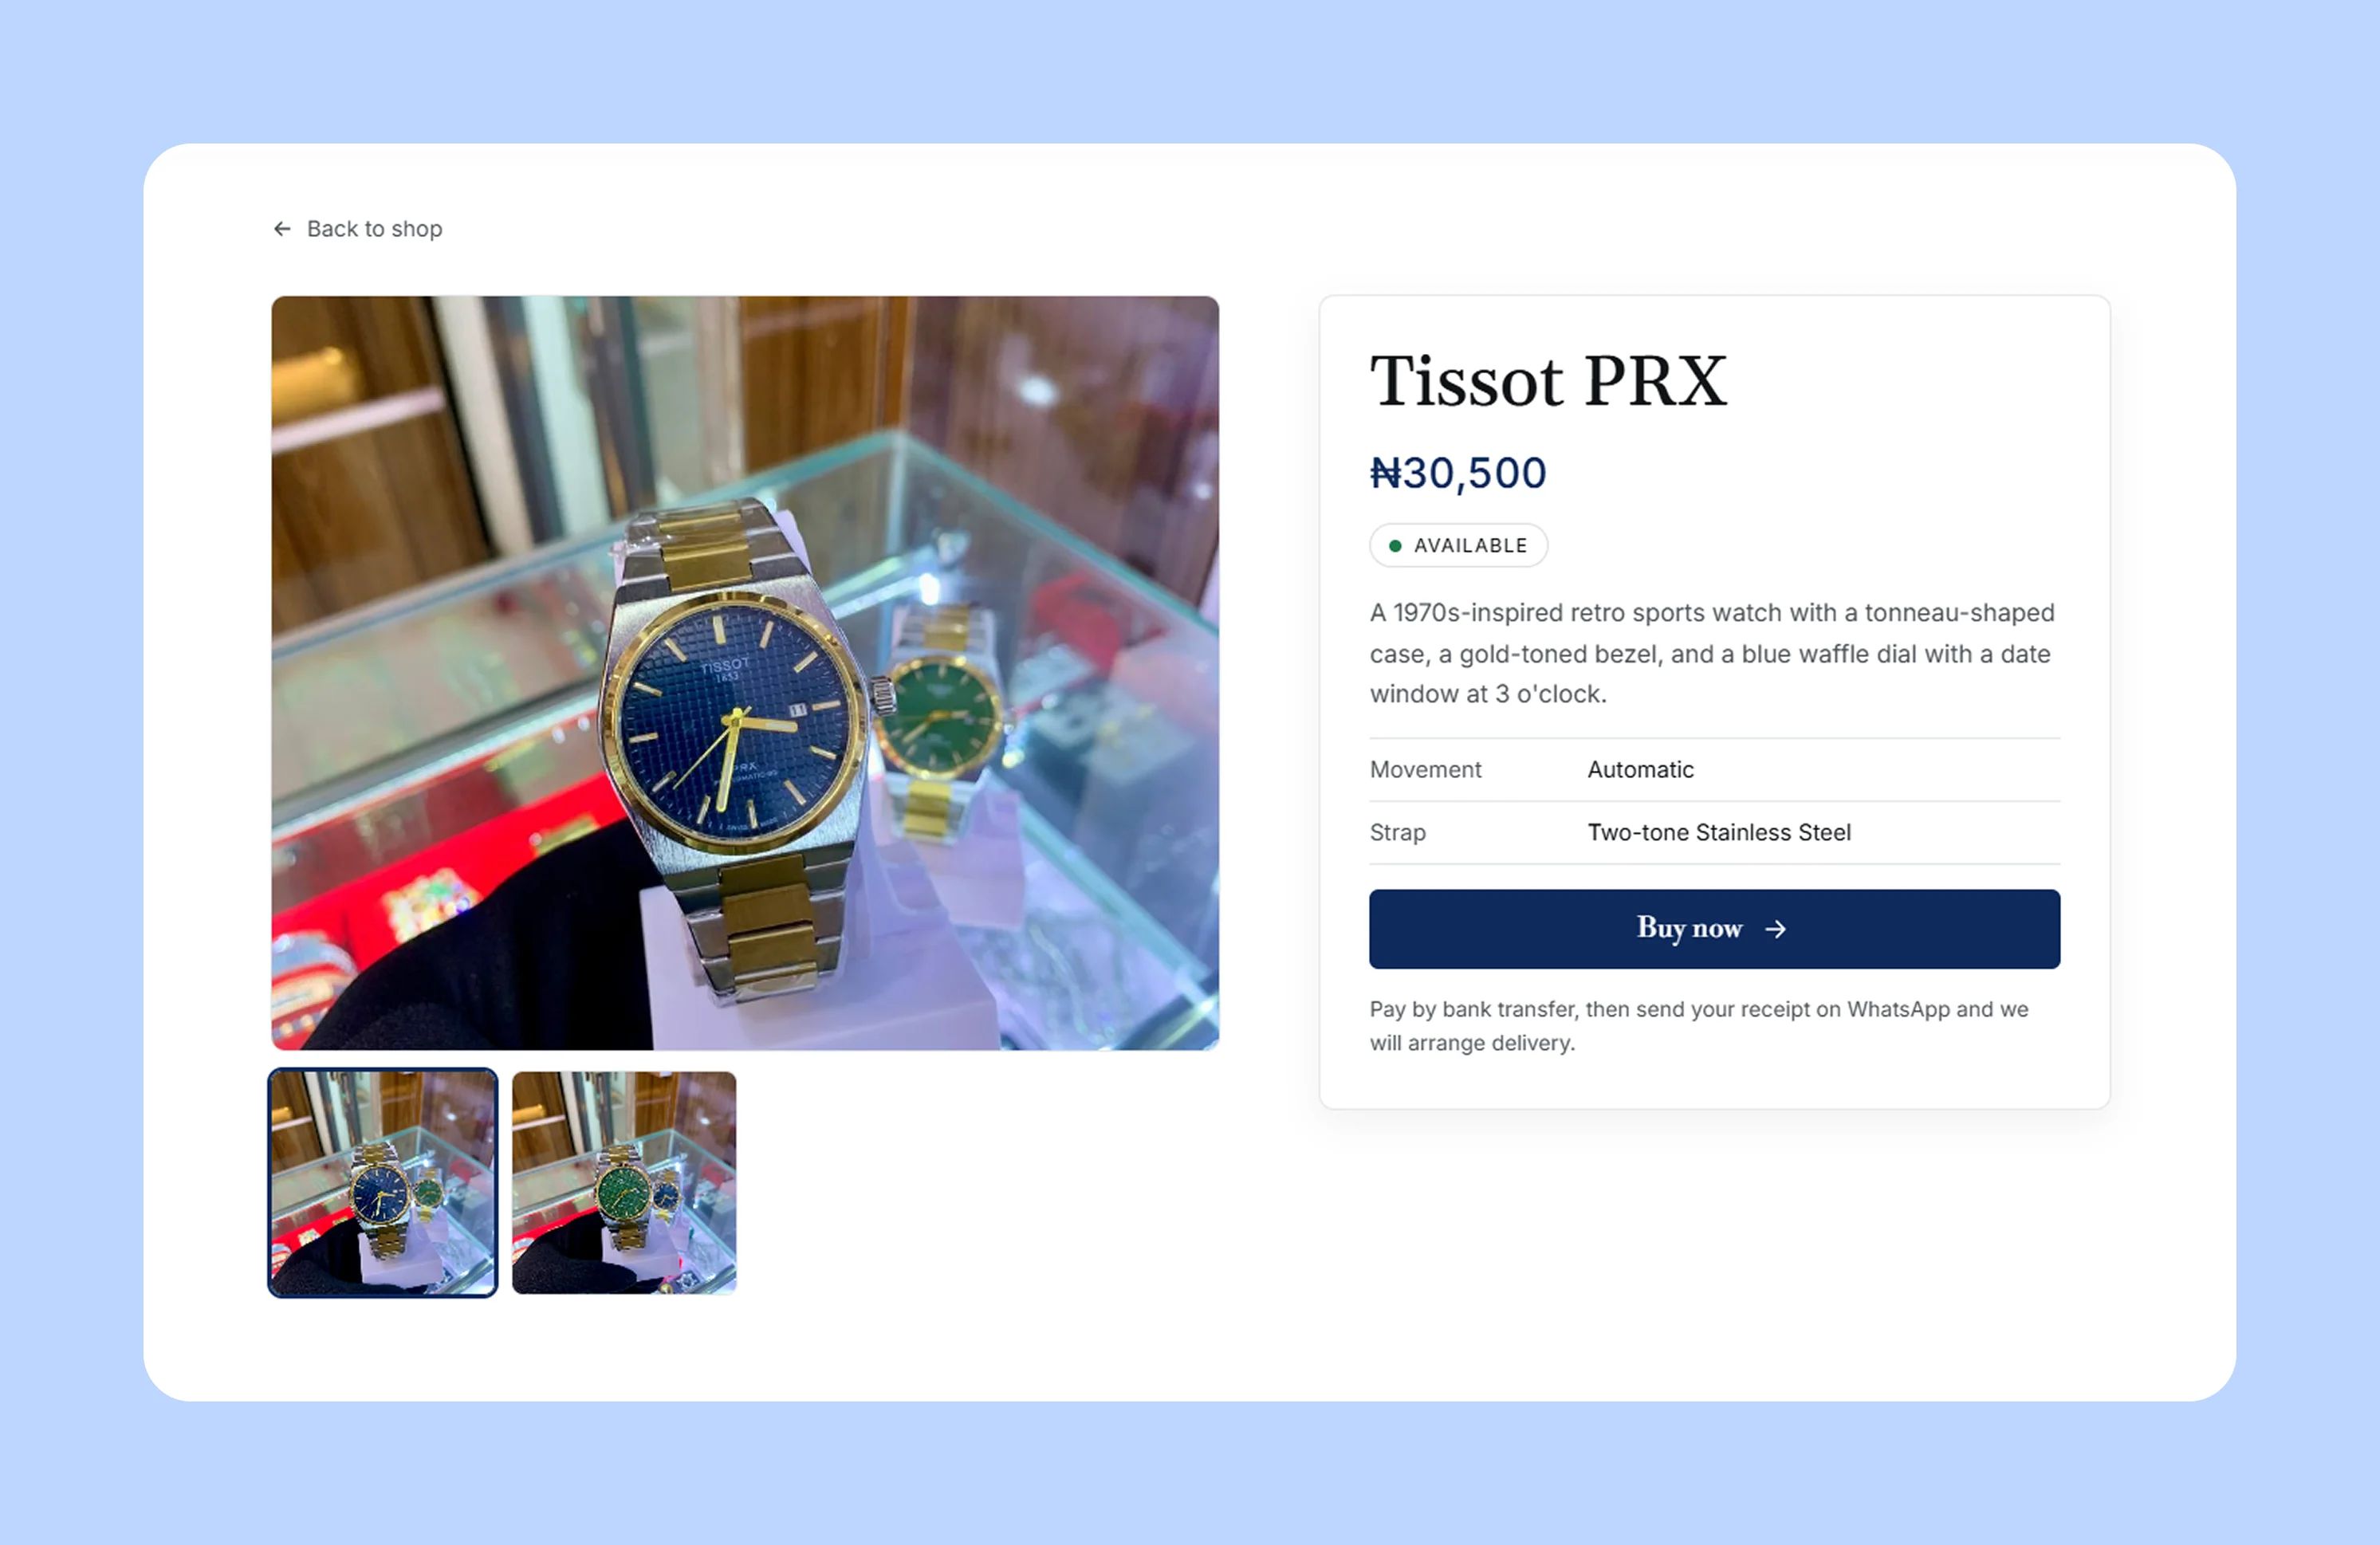 ← Back to shop
TISSOT
1853
11
PRX
SWISS MADE
Tissot PRX
₦30,500
AVAILABLE
A 1970s-inspired retro sports watch with a tonneau-shaped
case, a gold-toned bezel, and a blue waffle dial with a date
window at 3 o'clock.
Movement Automatic
Strap Two-tone Stainless Steel
Buy now →
Pay by bank transfer, then send your receipt on WhatsApp and we
will arrange delivery.